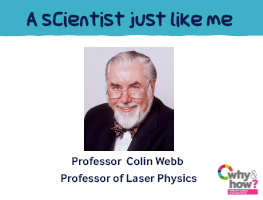 A sCientist just like me
Professor Colin Webb
Professor of Laser Physics
why&
how?